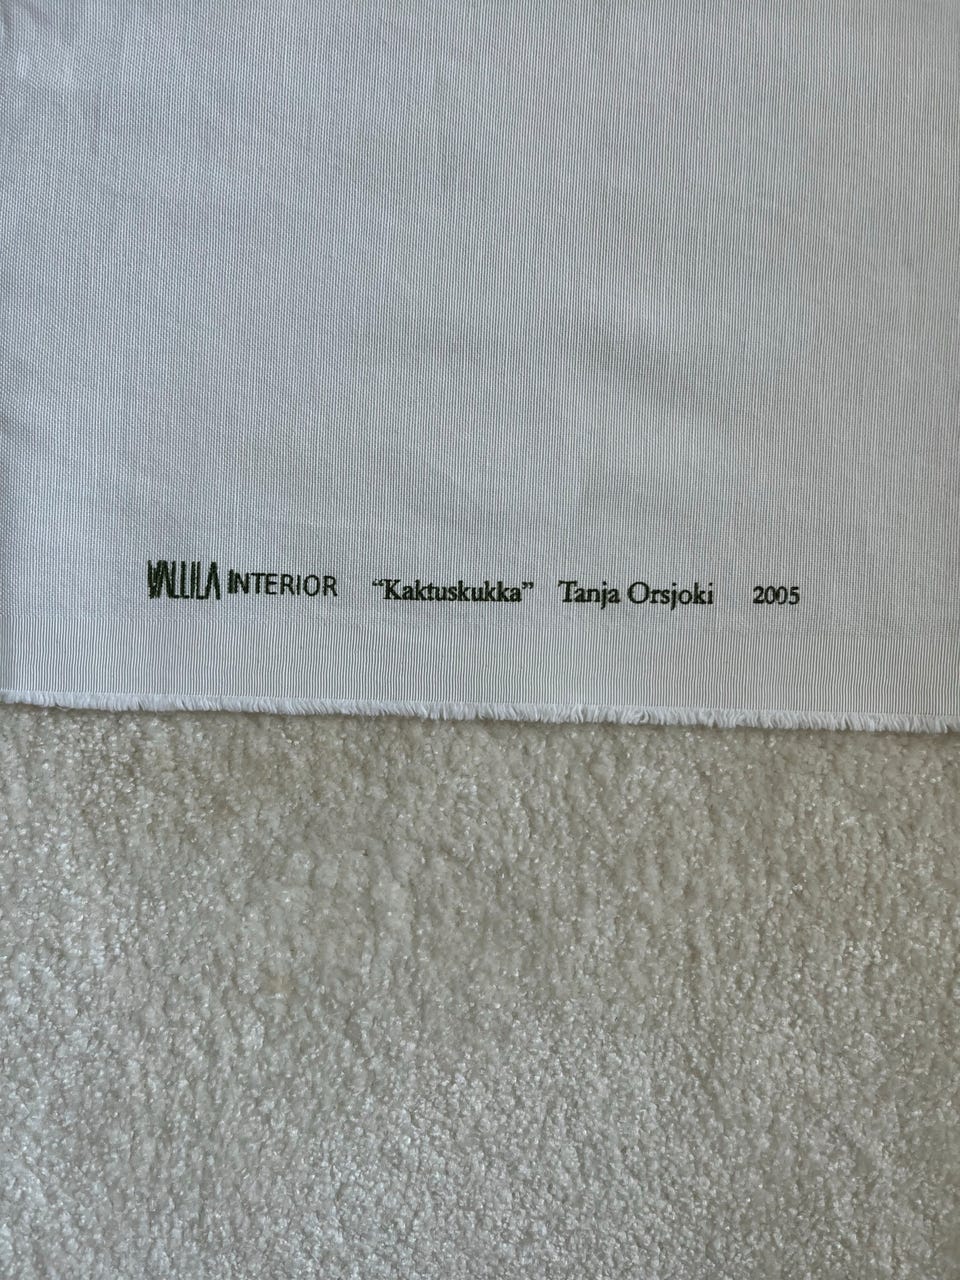 VALLILA INTERIOR “Kaktuskukka” Tanja Orsjoki 2005